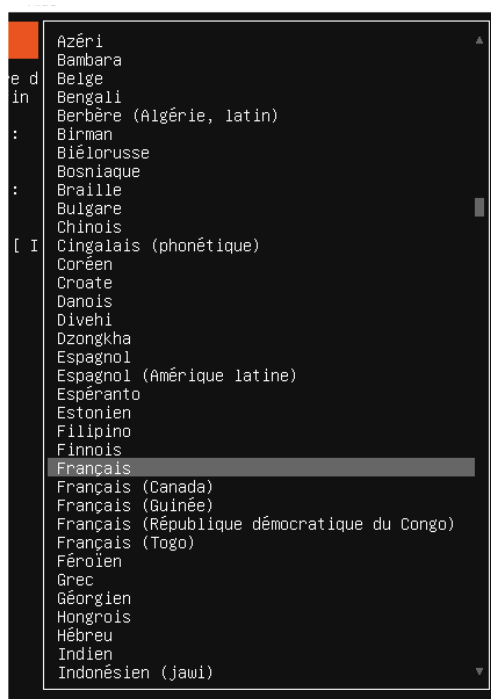 Azéri
Bambara
e d Belge
in Bengali
Berbère (Algérie, latin)
: Birman
Biélorusse
Bosniaque
: Braille
Bulgare
Chinois
[ I Cingalais (phonétique)
Coréen
Croate
Danois
Divehi
Dzongkha
Espagnol
Espagnol (Amérique latine)
Espéranto
Estonien
Filipino
Finnois
Français
Français (Canada)
Français (Guinée)
Français (République démocratique du Congo)
Français (Togo)
Féroïen
Grec
Géorgien
Hongrois
Hébreu
Indien
Indonésien (jawi)